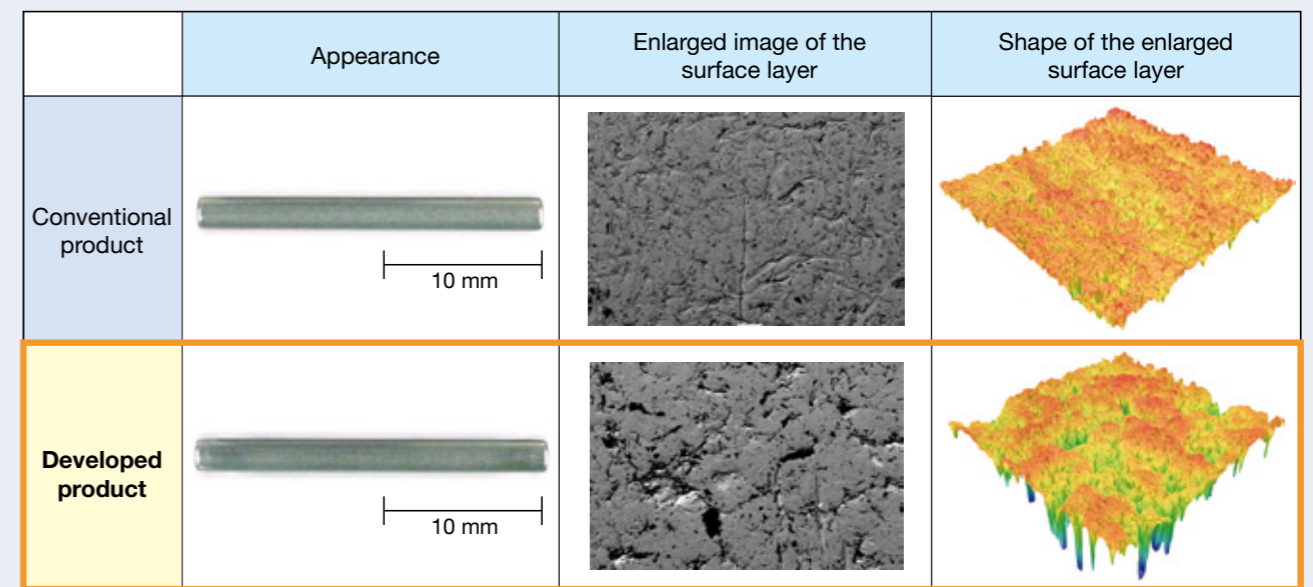 Appearance
Enlarged image of the
surface layer
Shape of the enlarged
surface layer
Conventional
product
10 mm
Developed
product
10 mm